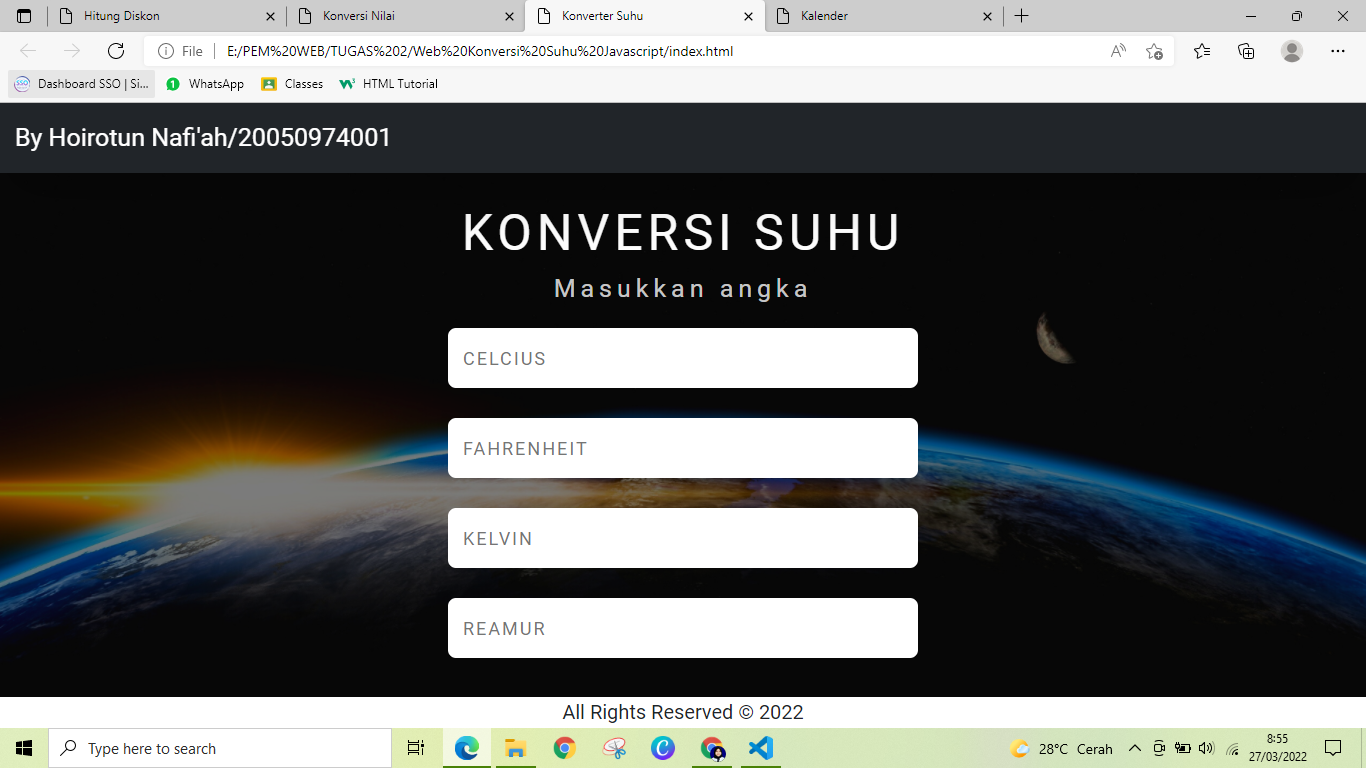 Hitung Diskon
Konversi Nilai
Konverter Suhu
Kalender
File
E:/PEM%20WEB/TUGAS%202/Web%20Konversi%20Suhu%20Javascript/index.html
Dashboard SSO | Si...
WhatsApp
Classes
HTML Tutorial
By Hoirotun Nafi'ah/20050974001
KONVERSI SUHU
Masukkan angka
CELCIUS
FAHRENHEIT
KELVIN
REAMUR
All Rights Reserved © 2022
Type here to search
28°C Cerah
8:55
27/03/2022